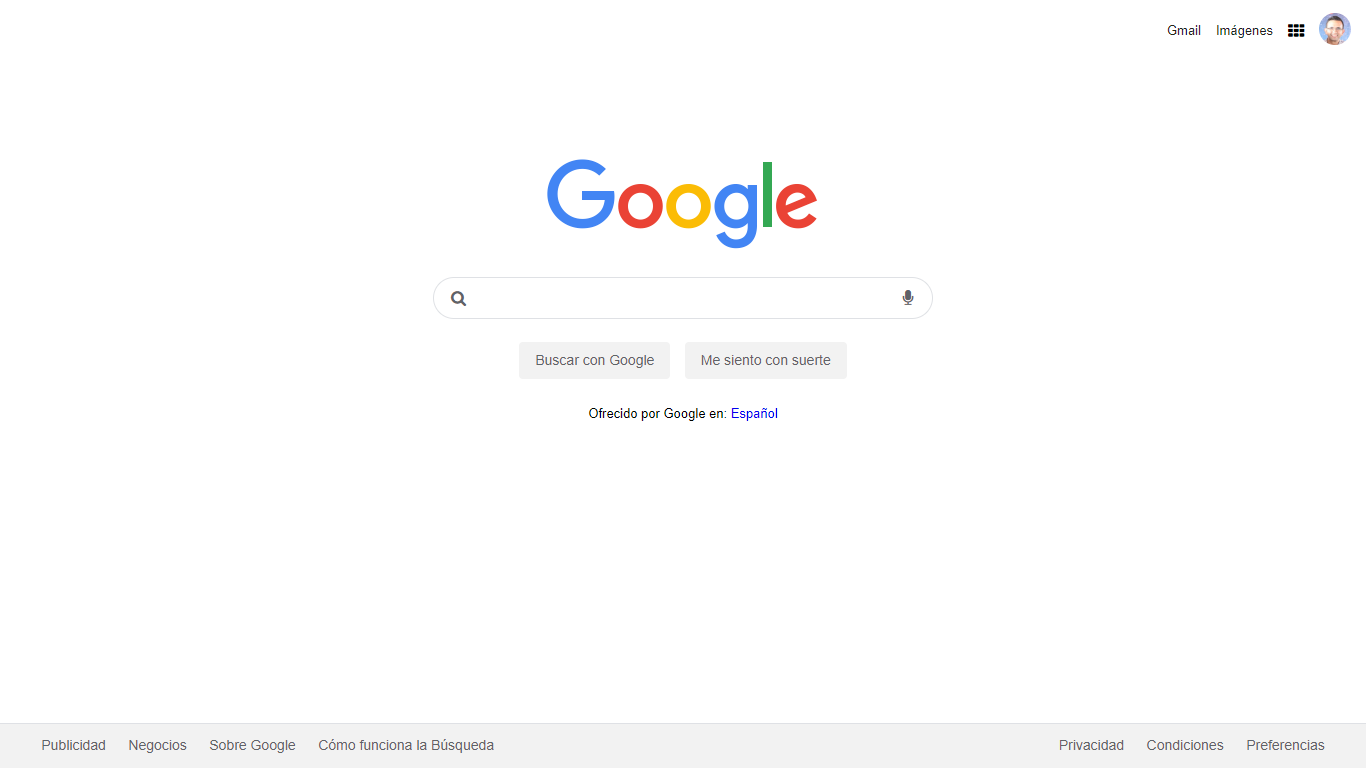 Gmail Imágenes
Google
Buscar con Google Me siento con suerte
Ofrecido por Google en: Español
Publicidad Negocios Sobre Google Cómo funciona la Búsqueda Privacidad Condiciones Preferencias